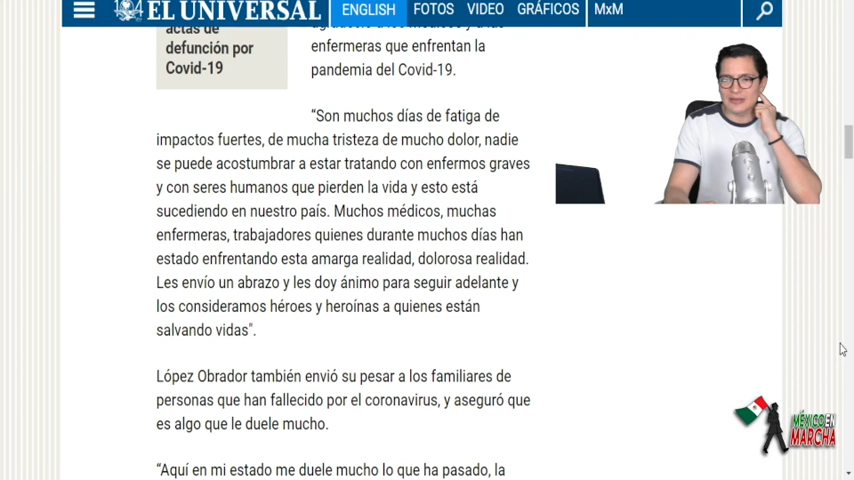 EL UNIVERSAL
ENGLISH
FOTOS
VIDEO
GRÁFICOS
MxM
actas de
defunción por
Covid-19
enfermeras que enfrentan la
pandemia del Covid-19.
“Son muchos días de fatiga de
impactos fuertes, de mucha tristeza de mucho dolor, nadie
se puede acostumbrar a estar tratando con enfermos graves
y con seres humanos que pierden la vida y esto está
sucediendo en nuestro país. Muchos médicos, muchas
enfermeras, trabajadores quienes durante muchos días han
estado enfrentando esta amarga realidad, dolorosa realidad.
Les envío un abrazo y les doy ánimo para seguir adelante y
los consideramos héroes y heroínas a quienes están
salvando vidas".
López Obrador también envió su pesar a los familiares de
personas que han fallecido por el coronavirus, y aseguró que
es algo que le duele mucho.
“Aquí en mi estado me duele mucho lo que ha pasado, la
MÉXICO EN
MARCHA